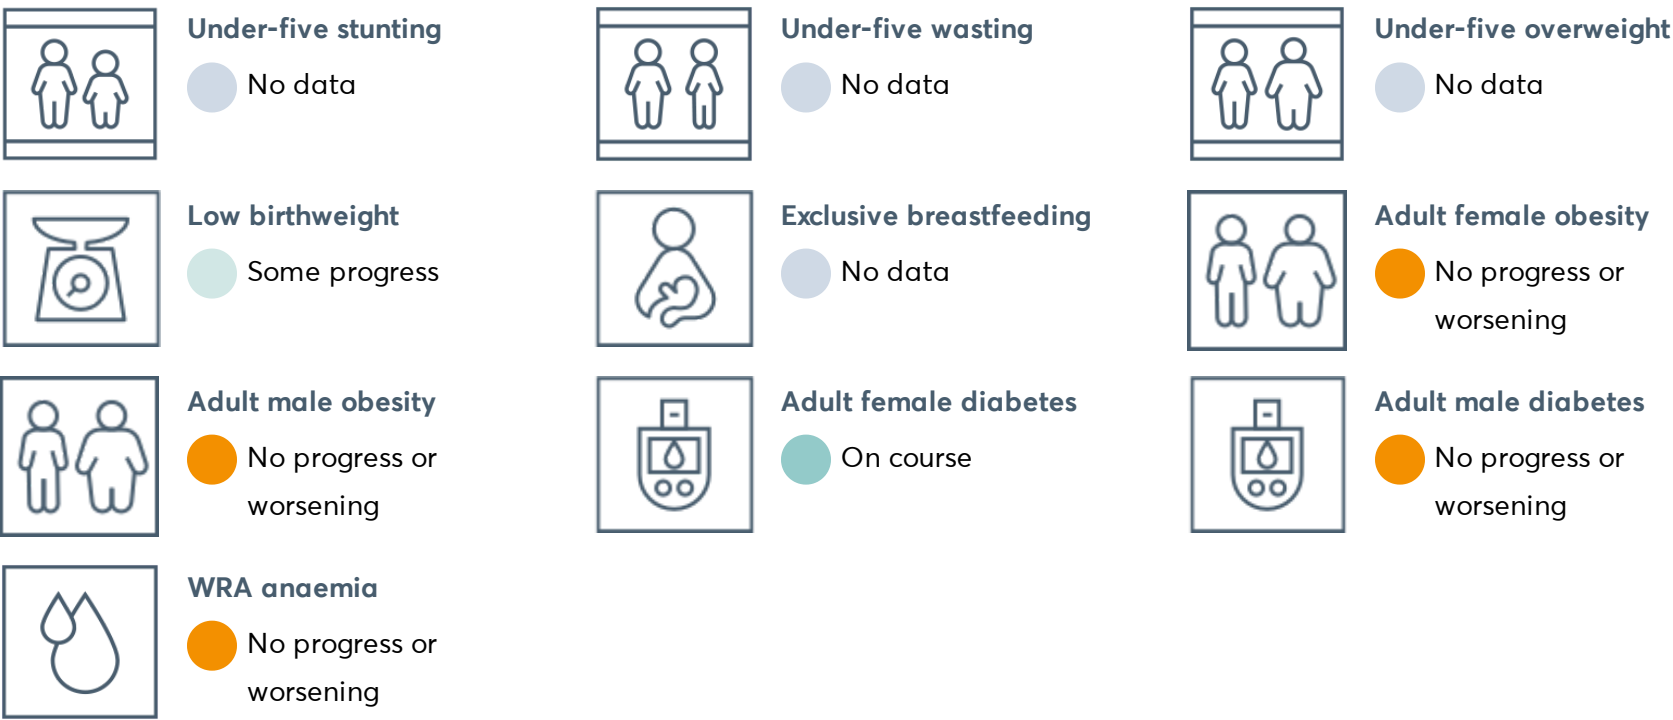 Under-five stunting
No data
Under-five wasting
No data
Under-five overweight
No data
Low birthweight
Some progress
Exclusive breastfeeding
No data
Adult female obesity
No progress or
worsening
Adult male obesity
No progress or
worsening
Adult female diabetes
On course
Adult male diabetes
No progress or
worsening
WRA anaemia
No progress or
worsening